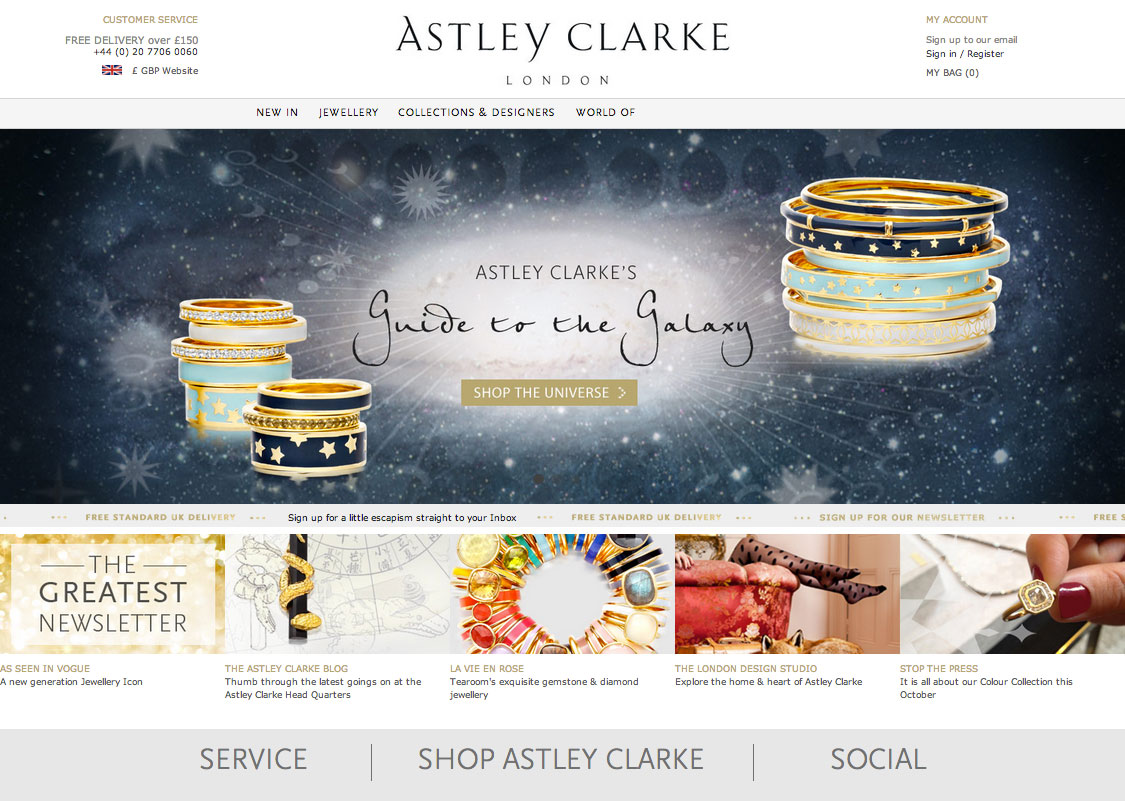 CUSTOMER SERVICE
FREE DELIVERY over £150
+44 (0) 20 7706 0060
£ GBP Website
ASTLEY CLARKE
LONDON
MY ACCOUNT
Sign up to our email
Sign in / Register
MY BAG (0)
NEW IN
JEWELLERY
COLLECTIONS & DESIGNERS
WORLD OF
ASTLEY CLARKE'S
Guide to the Galaxy
SHOP THE UNIVERSE
FREE STANDARD UK DELIVERY
Sign up for a little escapism straight to your Inbox
FREE STANDARD UK DELIVERY
SIGN UP FOR OUR NEWSLETTER
FREE S
THE
GREATEST
NEWSLETTER
AS SEEN IN VOGUE
A new generation Jewellery Icon
THE ASTLEY CLARKE BLOG
Thumb through the latest goings on at the
Astley Clarke Head Quarters
LA VIE EN ROSE
Tearoom's exquisite gemstone & diamond
jewellery
THE LONDON DESIGN STUDIO
Explore the home & heart of Astley Clarke
STOP THE PRESS
It is all about our Colour Collection this
October
SERVICE
SHOP ASTLEY CLARKE
SOCIAL